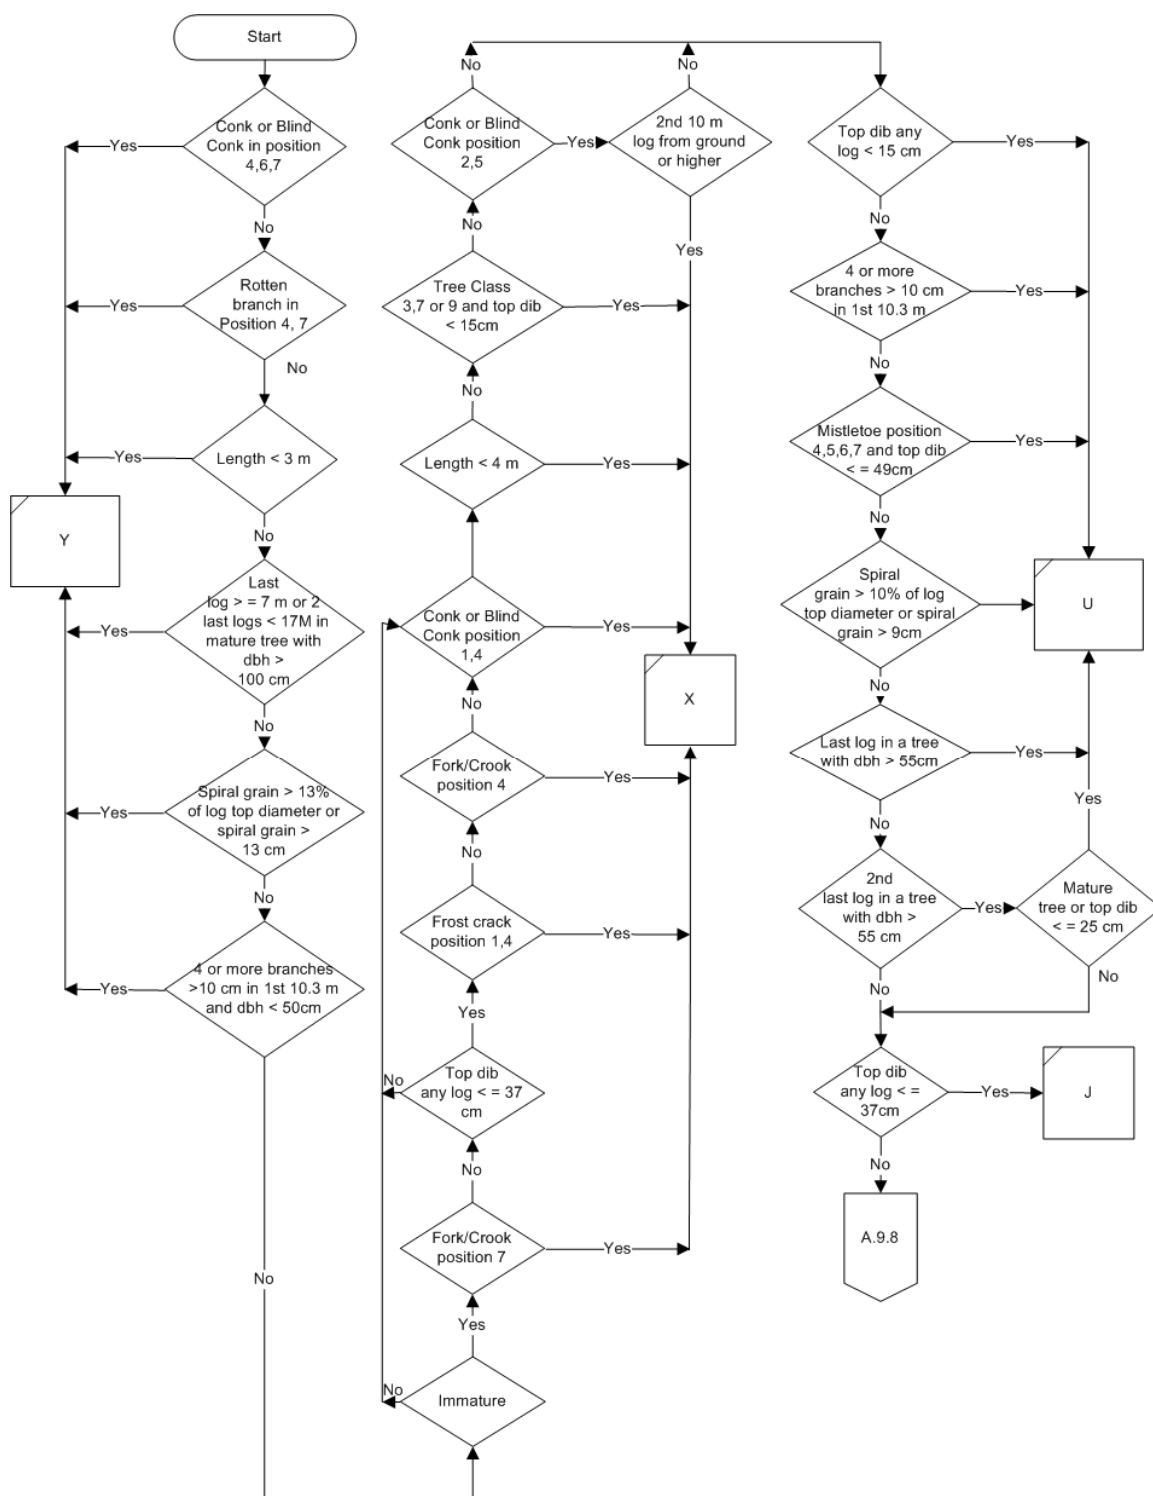 Start
Conk or Blind
Conk in position
4,6,7
Yes
No
Rotten
branch in
Position 4, 7
Yes
No
Length < 3 m
Yes
Y
No
Last
log > = 7 m or 2
last logs < 17M in
mature tree with
dbh >
100 cm
Yes
No
Spiral grain > 13%
of log top diameter or
spiral grain >
13 cm
Yes
No
4 or more branches
>10 cm in 1st 10.3 m
and dbh < 50cm
Yes
No
No
Conk or Blind
Conk position
2,5
Yes
No
2nd 10 m
log from ground
or higher
Yes
No
Tree Class
3,7 or 9 and top dib
< 15cm
Yes
No
Length < 4 m
Yes
Conk or Blind
Conk position
1,4
Yes
X
No
Fork/Crook
position 4
Yes
No
Frost crack
position 1,4
Yes
Yes
No
Top dib
any log < = 37
cm
No
Fork/Crook
position 7
Yes
Yes
No
Immature
Top dib any
log < 15 cm
Yes
No
4 or more
branches > 10 cm
in 1st 10.3 m
Yes
No
Mistletoe position
4,5,6,7 and top dib
< = 49cm
Yes
No
Spiral
grain > 10% of log
top diameter or spiral
grain > 9cm
U
No
Last log in a tree
with dbh > 55cm
Yes
No
Yes
2nd
last log in a tree
with dbh >
55 cm
Yes
Mature
tree or top dib
< = 25 cm
No
No
Top dib
any log < =
37cm
Yes
J
No
A.9.8